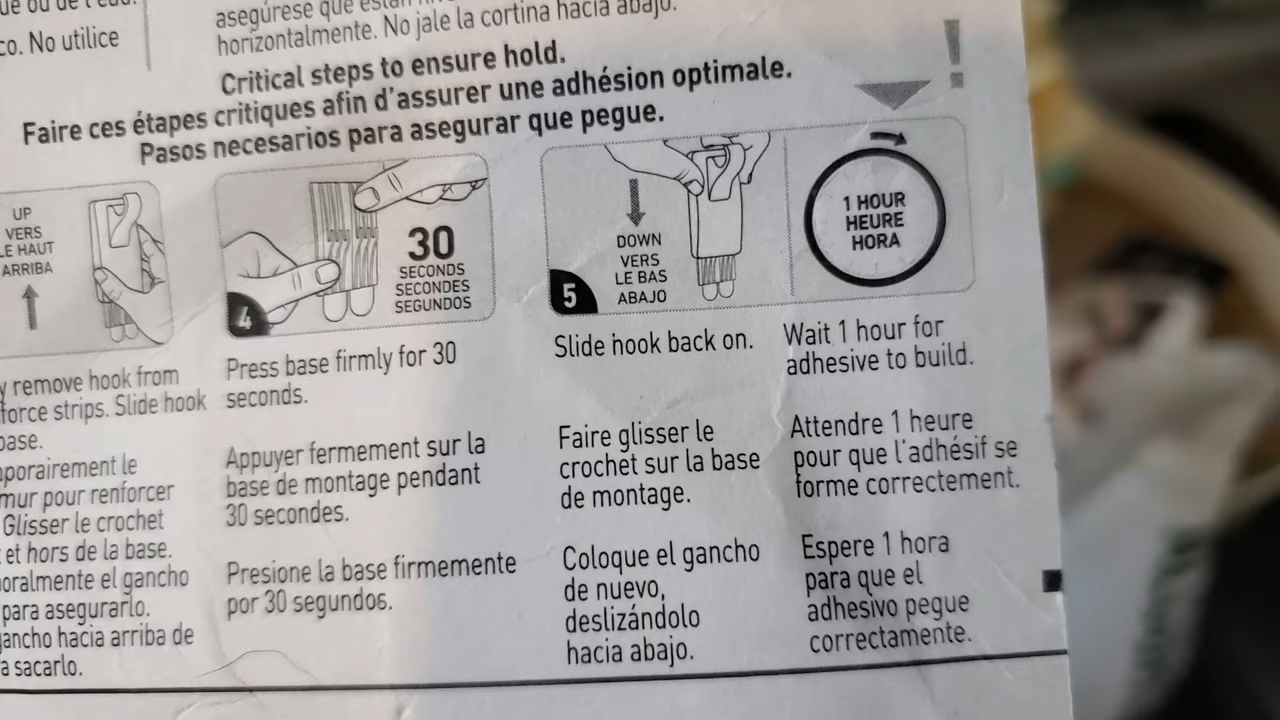 co. No utilice
asegúrese que están
horizontalmente. No jale la cortina hacia abajo.
Critical steps to ensure hold.
Faire ces étapes critiques afin d'assurer une adhésion optimale.
Pasos necesarios para asegurar que pegue.
!
UP
VERS
LE HAUT
ARRIBA
4
30
SECONDS
SECONDES
SEGUNDOS
5
DOWN
VERS
LE BAS
ABAJO
1 HOUR
HEURE
HORA
y remove hook from
force strips. Slide hook
base.
mporairement le
mur pour renforcer
Glisser le crochet
et hors de la base.
poralmente el gancho
para asegurarlo.
gancho hacia arriba de
a sacarlo.
Press base firmly for 30
seconds.
Appuyer fermement sur la
base de montage pendant
30 secondes.
Presione la base firmemente
por 30 segundos.
Slide hook back on.
Faire glisser le
crochet sur la base
de montage.
Coloque el gancho
de nuevo,
deslizándolo
hacia abajo.
Wait 1 hour for
adhesive to build.
Attendre 1 heure
pour que l'adhésif se
forme correctement.
Espere 1 hora
para que el
adhesivo pegue
correctamente.